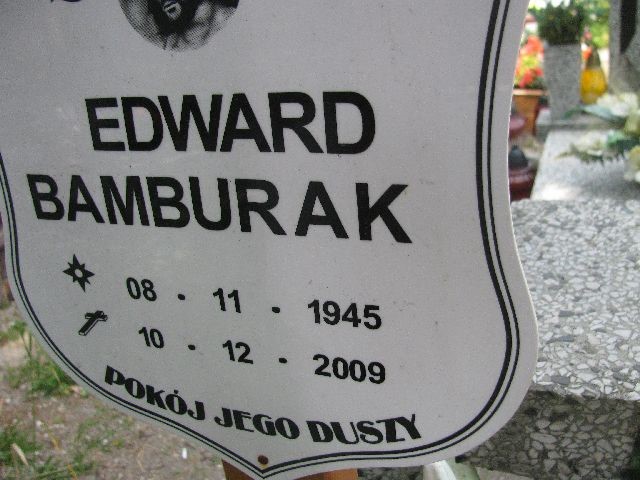 EDWARD
BAMBURAK
08 · 11 · 1945
10 · 12 · 2009
POKÓJ JEGO DUSZY